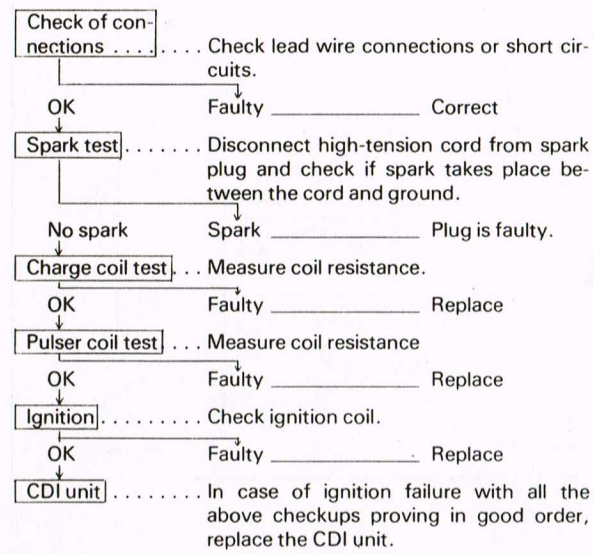 Check of con-
nections . . . . . . . . Check lead wire connections or short cir-
cuits.
OK Faulty Correct
Spark test . . . . . . . Disconnect high-tension cord from spark
plug and check if spark takes place be-
tween the cord and ground.
No spark Spark Plug is faulty.
Charge coil test . . . Measure coil resistance.
OK Faulty Replace
Pulser coil test . . . Measure coil resistance
OK Faulty Replace
Ignition . . . . . . . . . Check ignition coil.
OK Faulty Replace
CDI unit . . . . . . . . In case of ignition failure with all the
above checkups proving in good order,
replace the CDI unit.